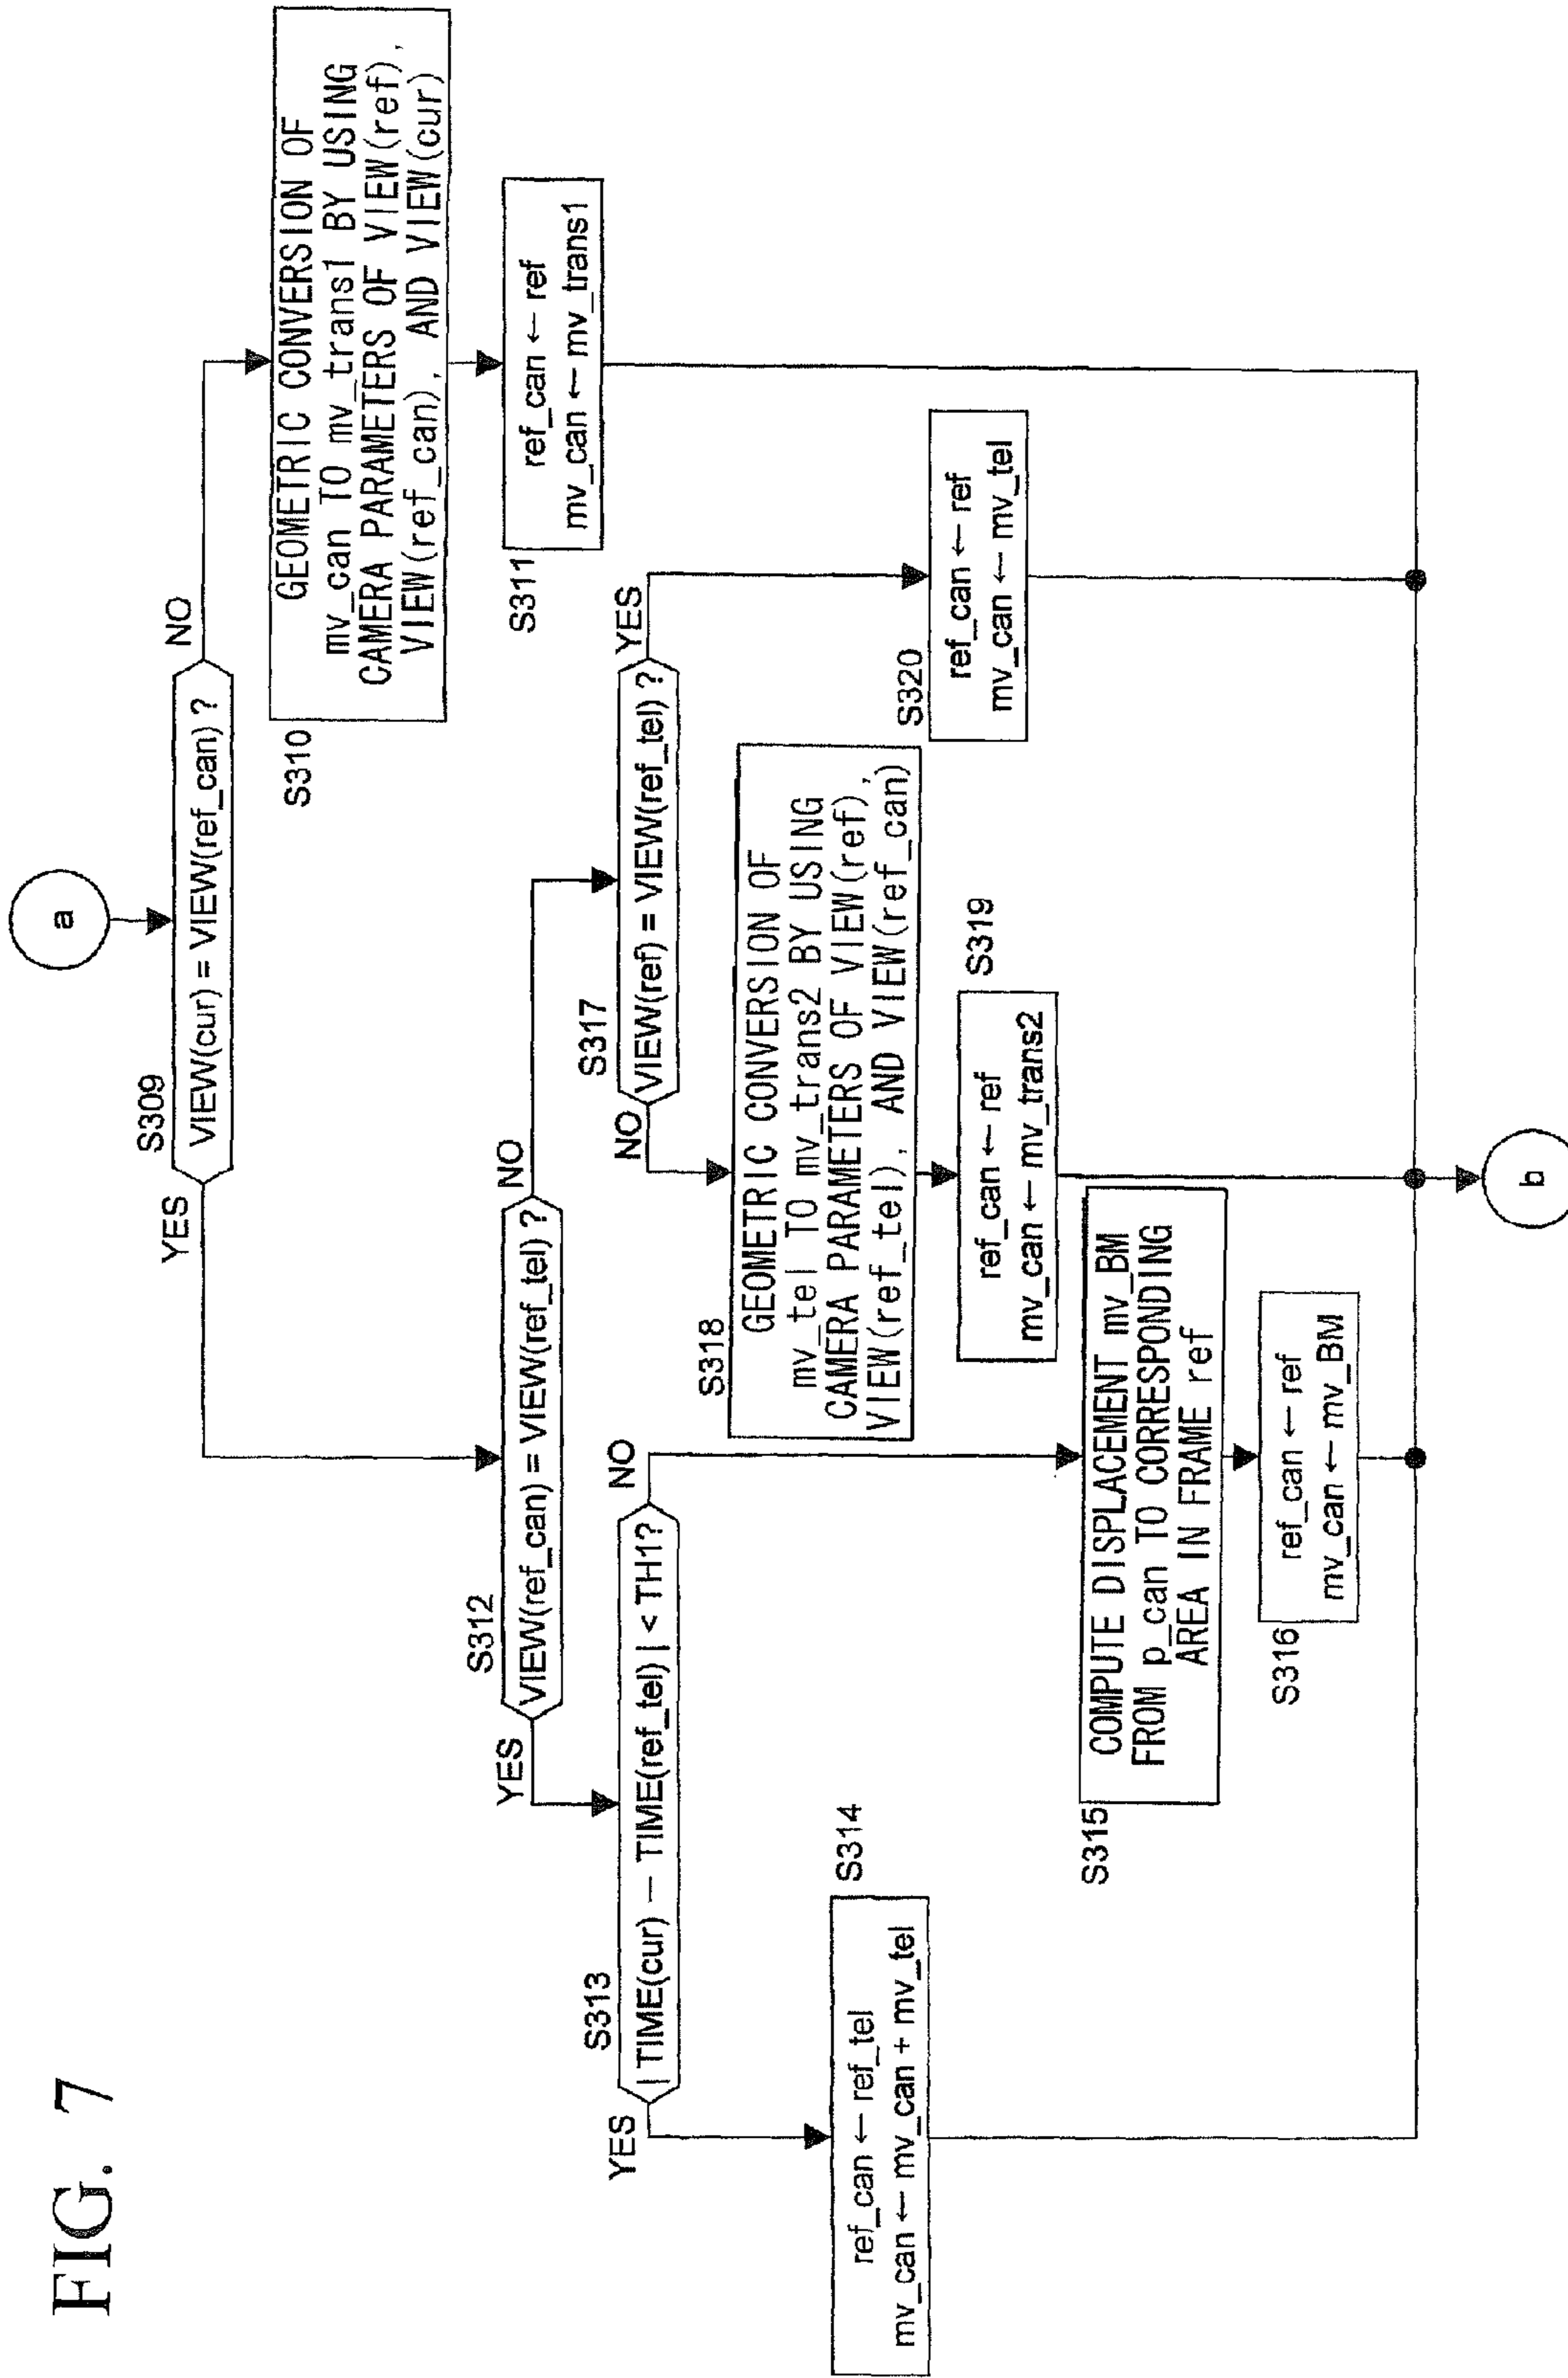 FIG. 7
a
S309
VIEW(cur) = VIEW(ref_can) ?
YES
NO
S310
GEOMETRIC CONVERSION OF
mv_can TO mv_trans1 BY USING
CAMERA PARAMETERS OF VIEW(ref),
VIEW(ref_can), AND VIEW(cur)
S311
ref_can ← ref
mv_can ← mv_trans1
S312
VIEW(ref_can) = VIEW(ref_tel) ?
YES
NO
S313
| TIME(cur) − TIME(ref_tel) | < TH1?
YES
NO
S314
ref_can ← ref_tel
mv_can ← mv_can + mv_tel
S315
COMPUTE DISPLACEMENT mv_BM
FROM p_can TO CORRESPONDING
AREA IN FRAME ref
S316
ref_can ← ref
mv_can ← mv_BM
S317
VIEW(ref) = VIEW(ref_tel) ?
NO
YES
S318
GEOMETRIC CONVERSION OF
mv_tel TO mv_trans2 BY USING
CAMERA PARAMETERS OF VIEW(ref),
VIEW(ref_tel), AND VIEW(ref_can)
S319
ref_can ← ref
mv_can ← mv_trans2
S320
ref_can ← ref
mv_can ← mv_tel
b